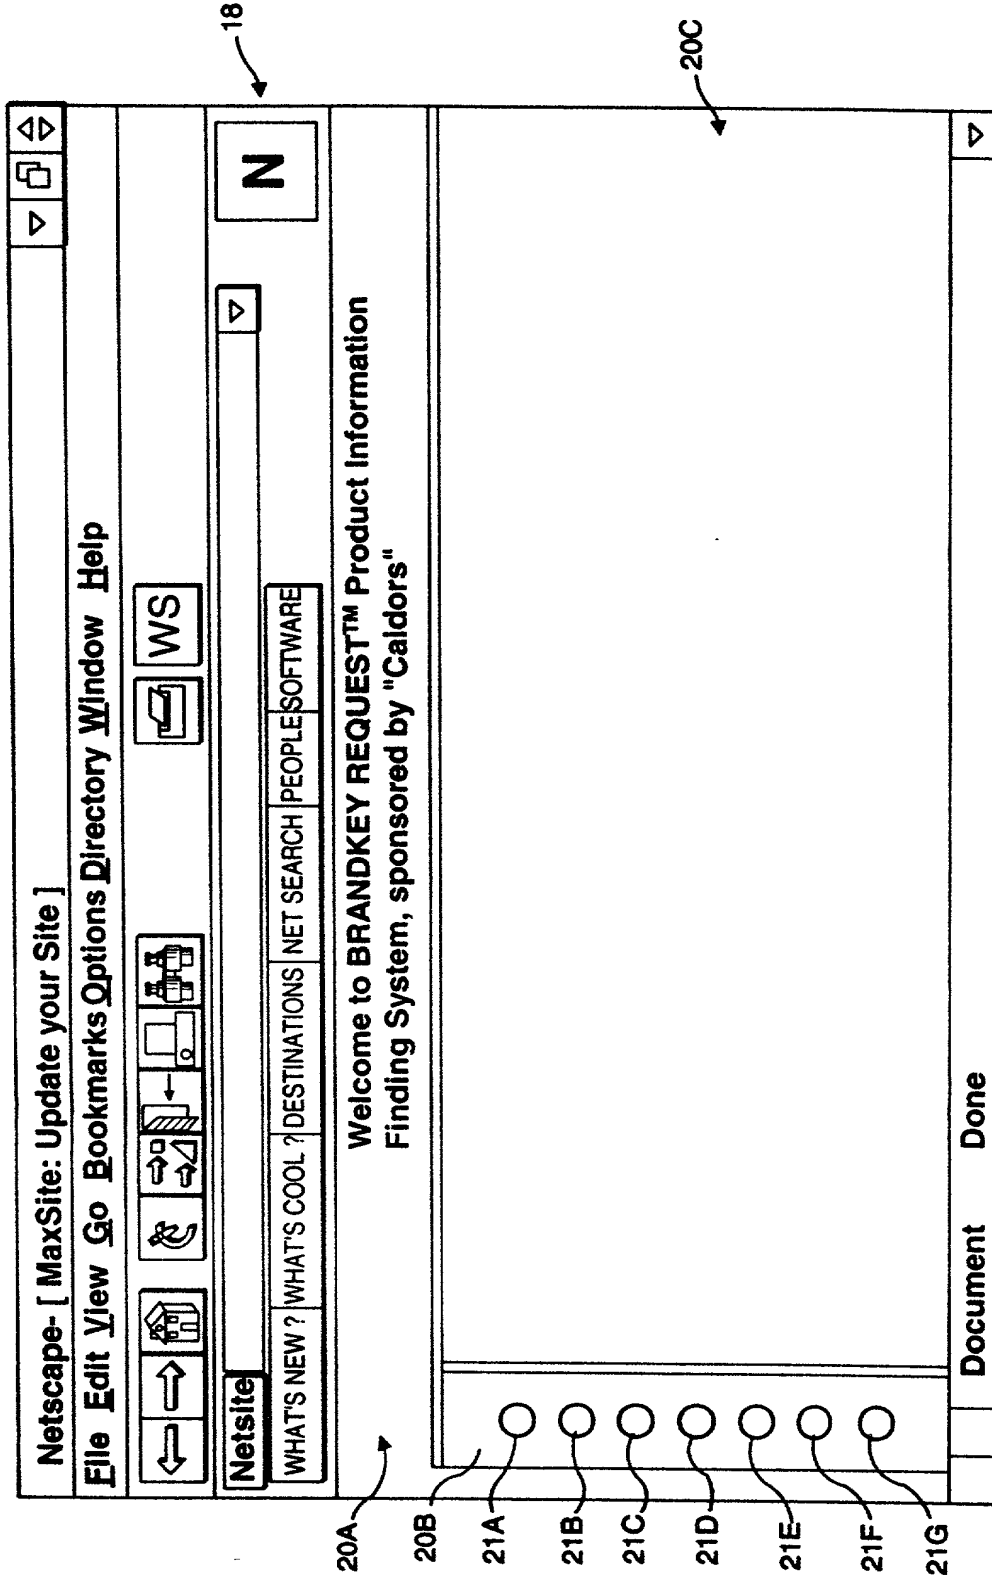 18
Netscape- [ MaxSite: Update your Site ]
File Edit View Go Bookmarks Options Directory Window Help
WS
Netsite
N
WHAT'S NEW ? WHAT'S COOL ? DESTINATIONS NET SEARCH PEOPLE SOFTWARE
20A
Welcome to BRANDKEY REQUEST™ Product Information
Finding System, sponsored by "Caldors"
20B
20C
21A
21B
21C
21D
21E
21F
21G
Document Done